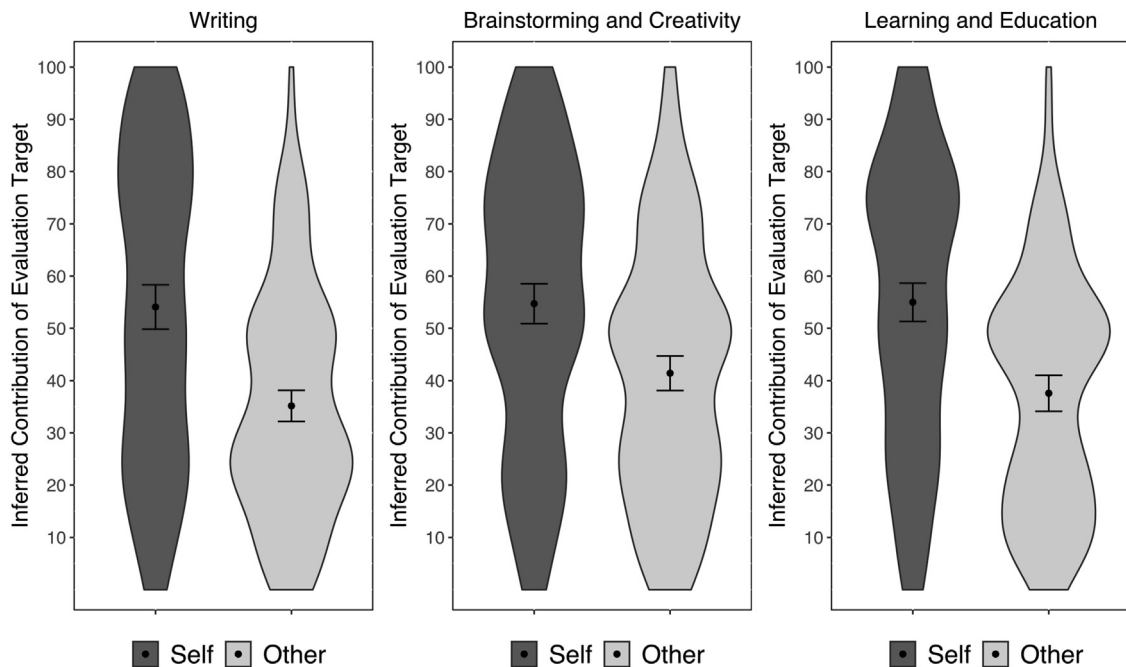 Writing
Brainstorming and Creativity
Learning and Education
Inferred Contribution of Evaluation Target
100
90
80
70
60
50
40
30
20
10
Self
Other
Inferred Contribution of Evaluation Target
100
90
80
70
60
50
40
30
20
10
Self
Other
Inferred Contribution of Evaluation Target
100
90
80
70
60
50
40
30
20
10
Self
Other